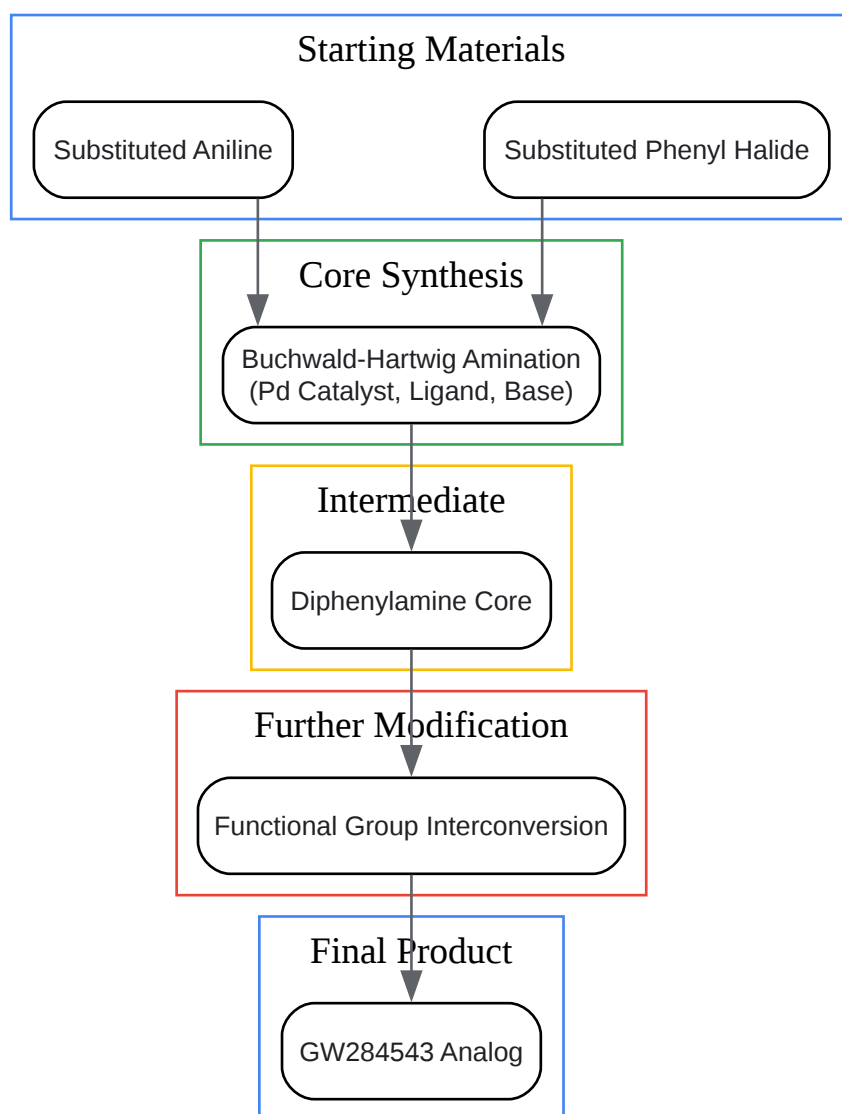 Starting Materials
Substituted Aniline
Substituted Phenyl Halide
Core Synthesis
Buchwald-Hartwig Amination
(Pd Catalyst, Ligand, Base)
Intermediate
Diphenylamine Core
Further Modification
Functional Group Interconversion
Final Product
GW284543 Analog